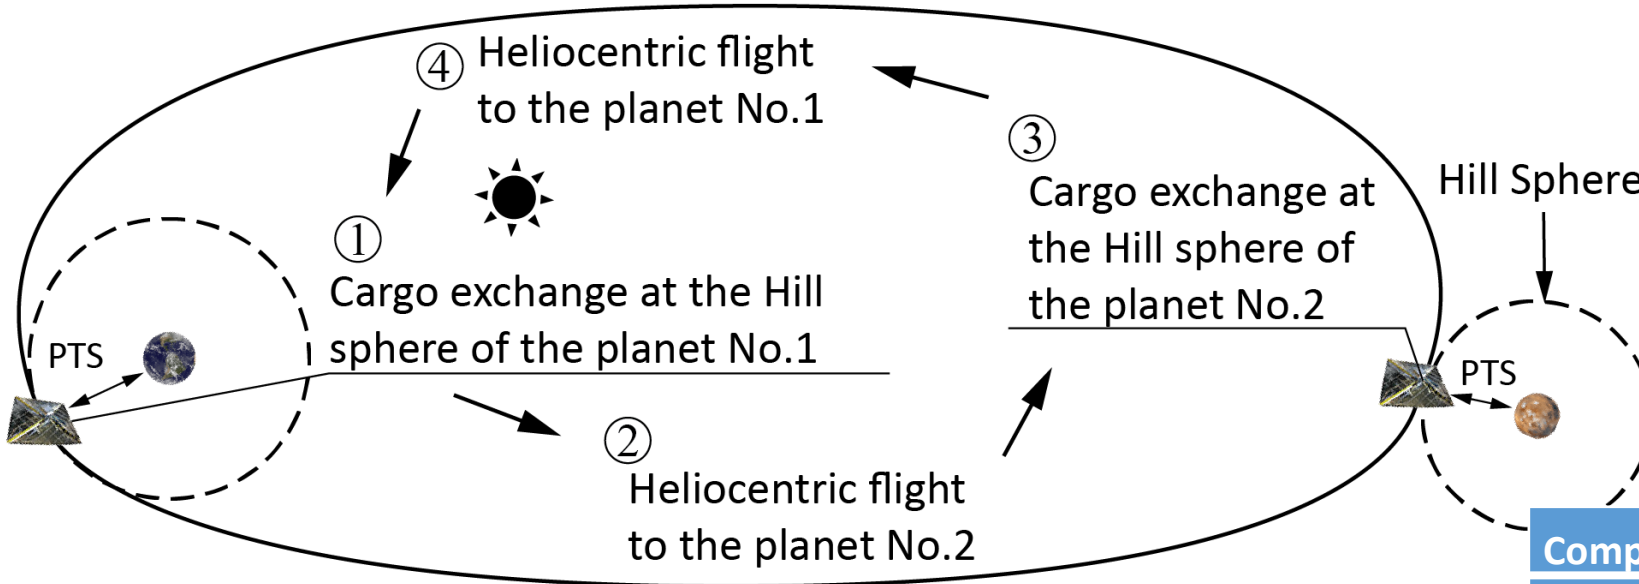 ④ Heliocentric flight
to the planet No.1
③
Cargo exchange at
the Hill sphere of
the planet No.2
Hill Sphere
①
Cargo exchange at the Hill
sphere of the planet No.1
PTS
PTS
②
Heliocentric flight
to the planet No.2